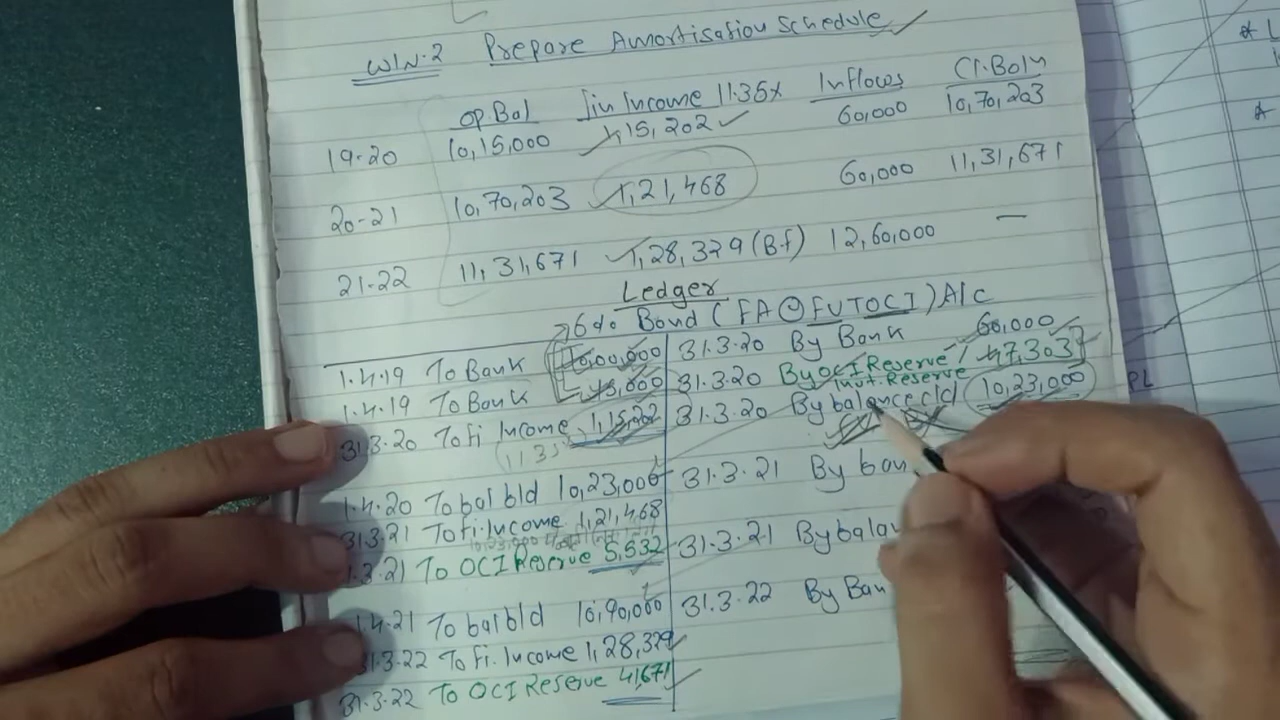 WN-2 Prepare Amortisation Schedule
Op. Bal Fin Income 11.35% Inflows Cl. Baln
19-20 10,15,000 1,15,202 60,000 10,70,203
20-21 10,70,203 1,21,468 60,000 11,31,671
21-22 11,31,671 1,28,329 (B.f) 12,60,000 —
Ledger
6% Bond (FA @ FVTOCI) A/c
1.4.19 To Bank 10,00,000 31.3.20 By Bank 60,000
1.4.19 To Bank 15,000 31.3.20 By OCI Reserve / 47,303
Inut. Reserve
31.3.20 To Fi. Income 1,15,202 31.3.20 By balance c/d 10,23,000
PL
1.4.20 To bal b/d 10,23,000 31.3.21 By ban
31.3.21 To fi. Income 1,21,468
31.3.21 To OCI Reserve 5,532 31.3.21 By balan
1.4.21 To bal b/d 10,90,000 31.3.22 By Ban
31.3.22 To fi. Income 1,28,329
31.3.22 To OCI Reserve 41,671